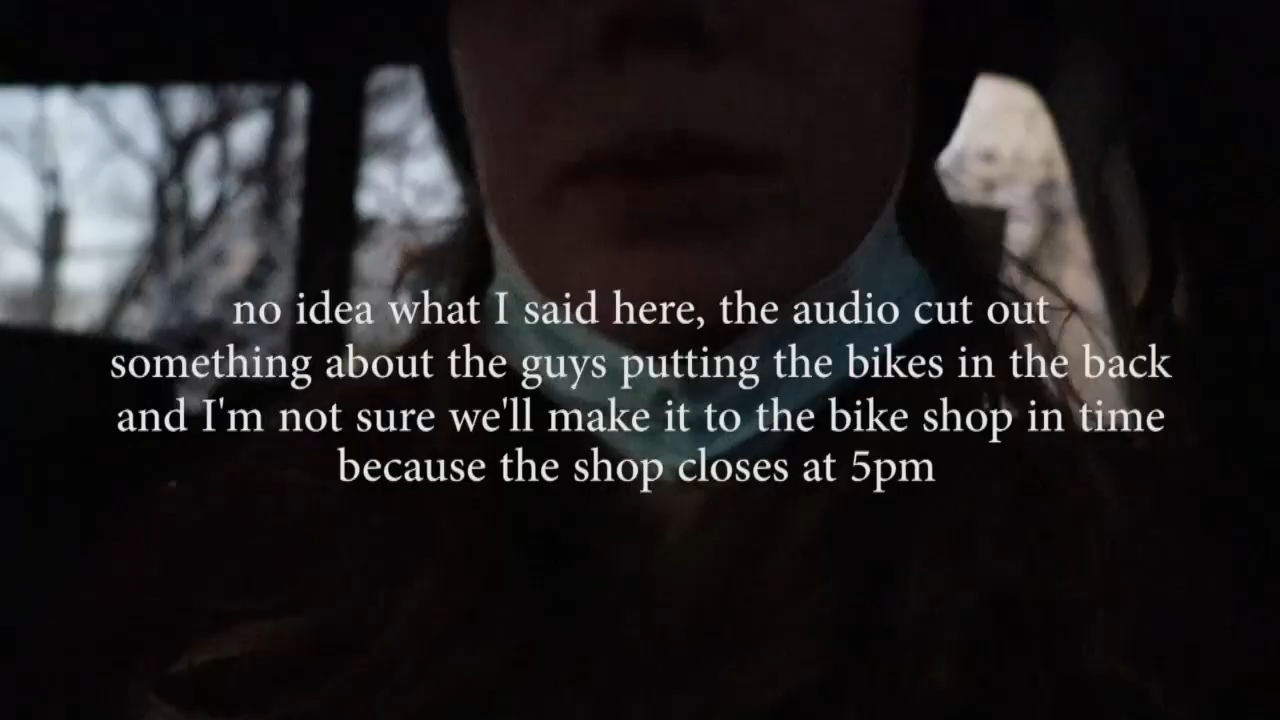 no idea what I said here, the audio cut out
something about the guys putting the bikes in the back
and I'm not sure we'll make it to the bike shop in time
because the shop closes at 5pm